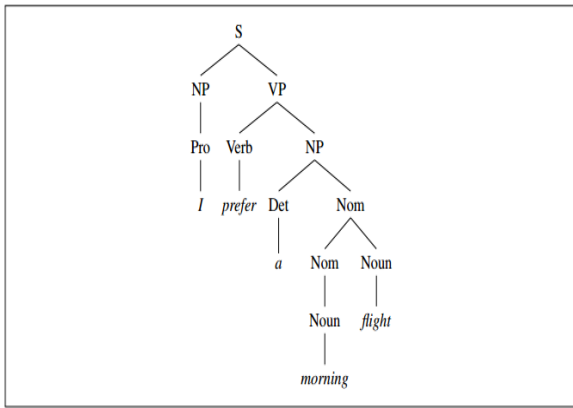 S
NP VP
Pro Verb NP
I prefer Det Nom
a Nom Noun
Noun flight
morning